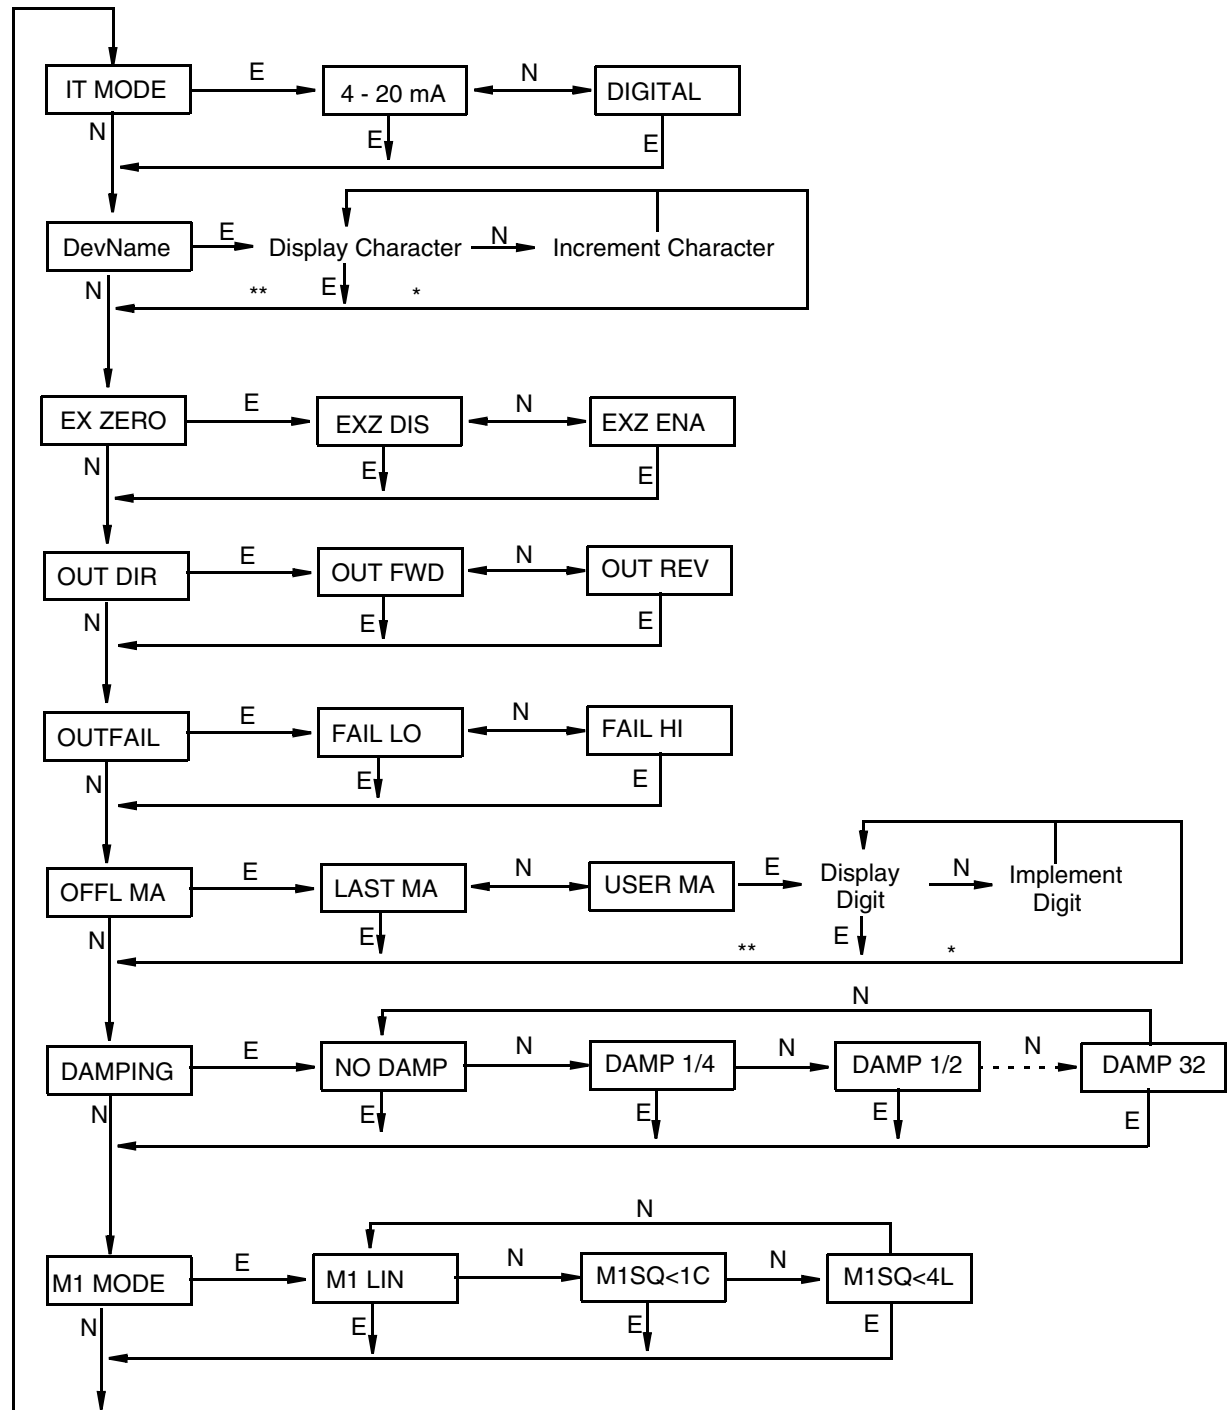 E
N
IT MODE
4 - 20 mA
DIGITAL
N
E
E
E
N
DevName
Display Character
Increment Character
N
E
**
*
E
N
EX ZERO
EXZ DIS
EXZ ENA
N
E
E
E
N
OUT DIR
OUT FWD
OUT REV
N
E
E
E
N
OUTFAIL
FAIL LO
FAIL HI
N
E
E
E
N
E
N
OFFL MA
LAST MA
USER MA
Display
Digit
Implement
Digit
N
E
E
**
*
N
E
N
N
N
DAMPING
NO DAMP
DAMP 1/4
DAMP 1/2
DAMP 32
N
E
E
E
E
N
E
N
N
M1 MODE
M1 LIN
M1SQ<1C
M1SQ<4L
N
E
E
E